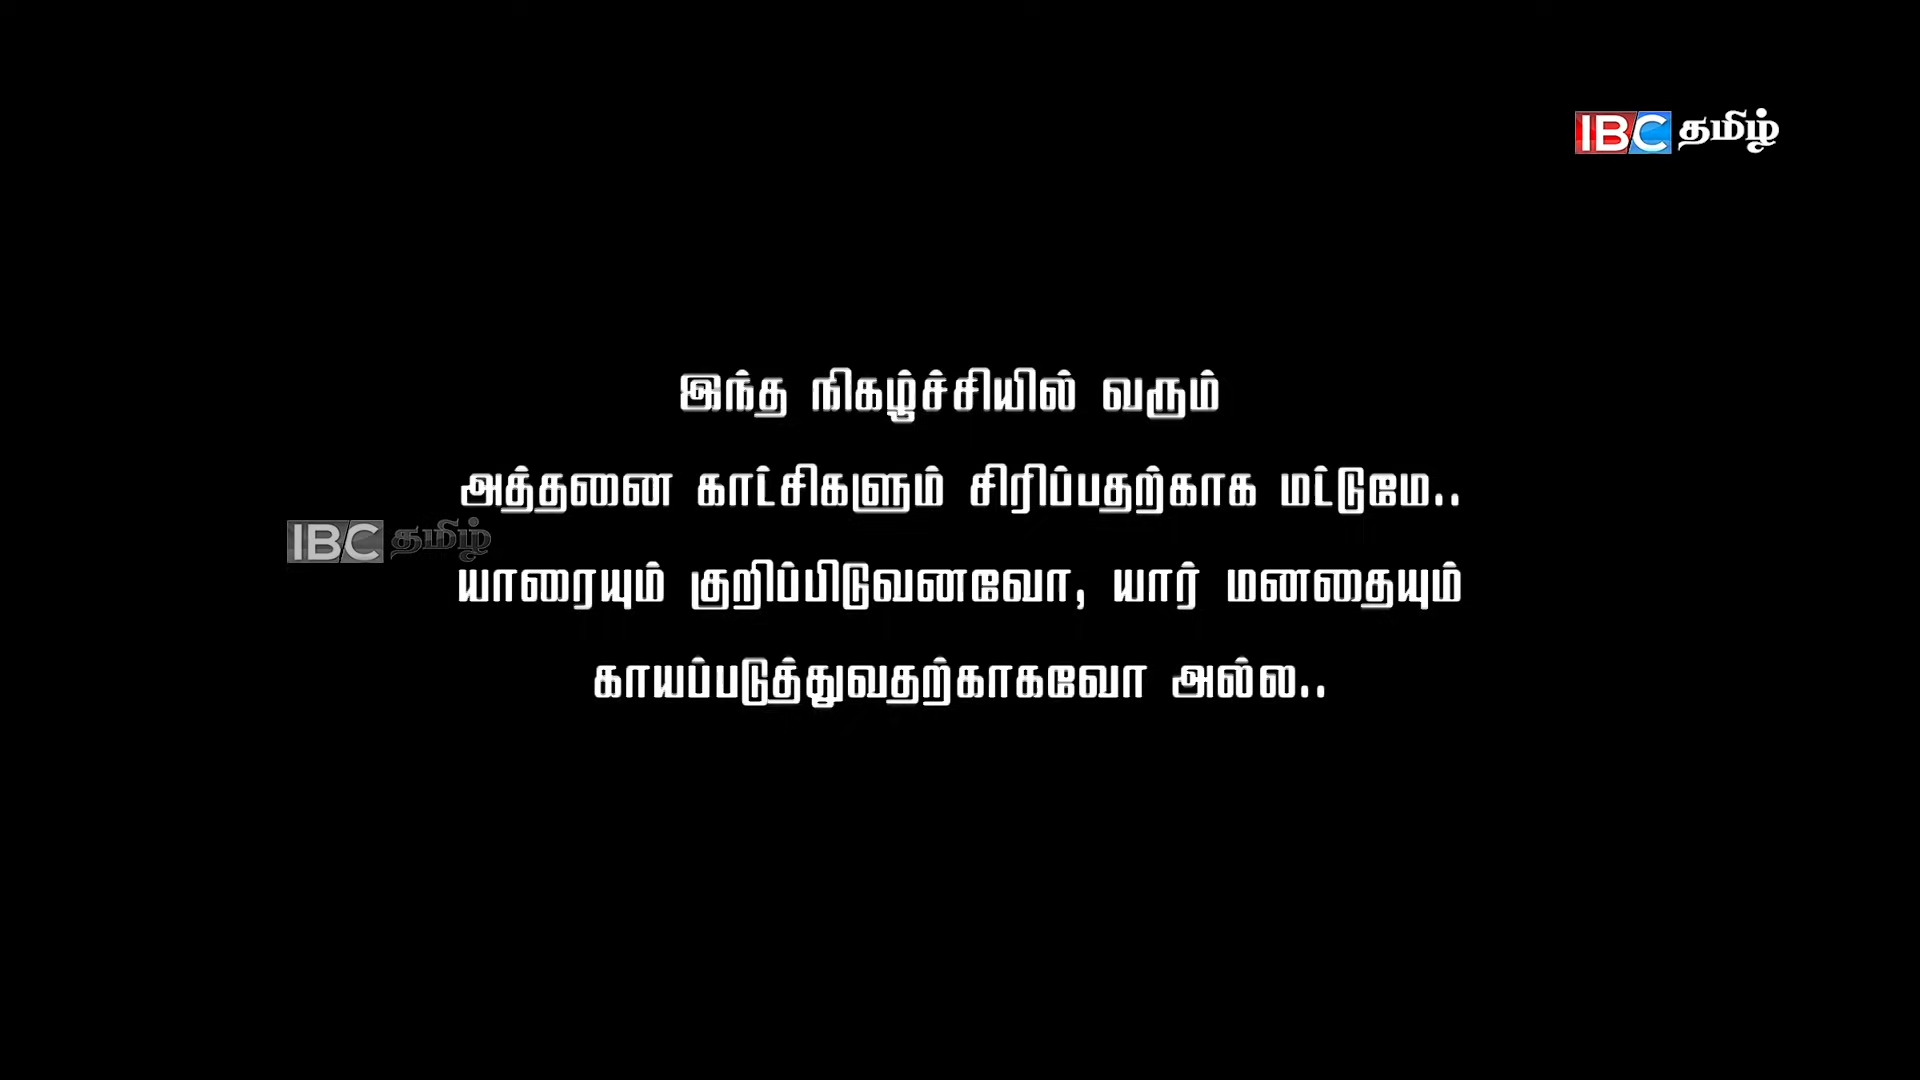 IBC தமிழ்
இந்த நிகழ்ச்சியில் வரும்
அத்தனை காட்சிகளும் சிரிப்பதற்காக மட்டுமே..
IBC தமிழ்
யாரையும் குறிப்பிடுவனவோ, யார் மனதையும்
காயப்படுத்துவதற்காகவோ அல்ல..